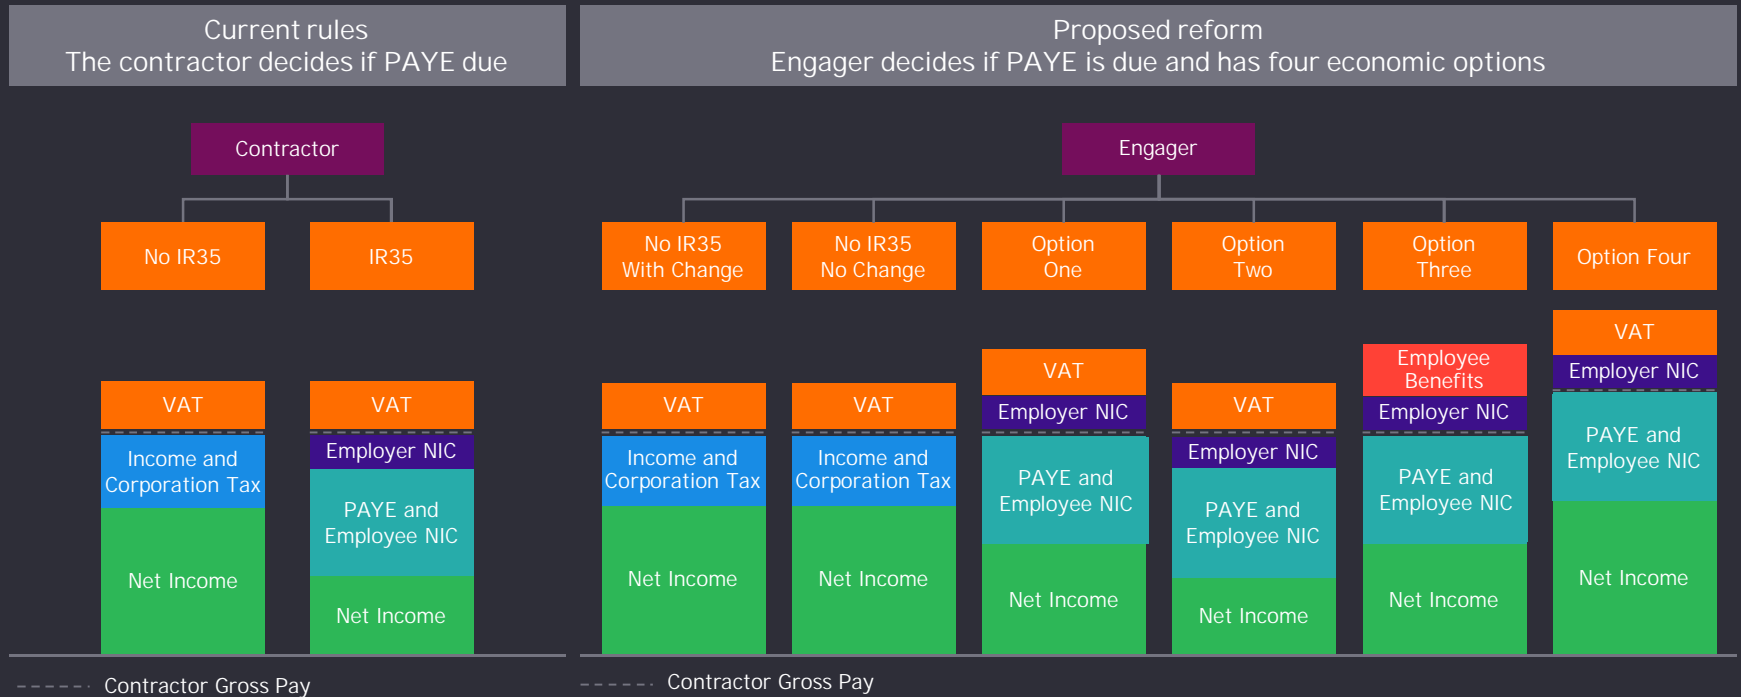 Current rules
The contractor decides if PAYE due
Proposed reform
Engager decides if PAYE is due and has four economic options
Contractor
Engager
No IR35
IR35
No IR35
With Change
No IR35
No Change
Option
One
Option
Two
Option
Three
Option Four
VAT
Income and
Corporation Tax
Net Income
VAT
Employer NIC
PAYE and
Employee NIC
Net Income
VAT
Income and
Corporation Tax
Net Income
VAT
Income and
Corporation Tax
Net Income
VAT
Employer NIC
PAYE and
Employee NIC
Net Income
VAT
Employer NIC
PAYE and
Employee NIC
Net Income
Employee
Benefits
Employer NIC
PAYE and
Employee NIC
Net Income
VAT
Employer NIC
PAYE and
Employee NIC
Net Income
Contractor Gross Pay
Contractor Gross Pay